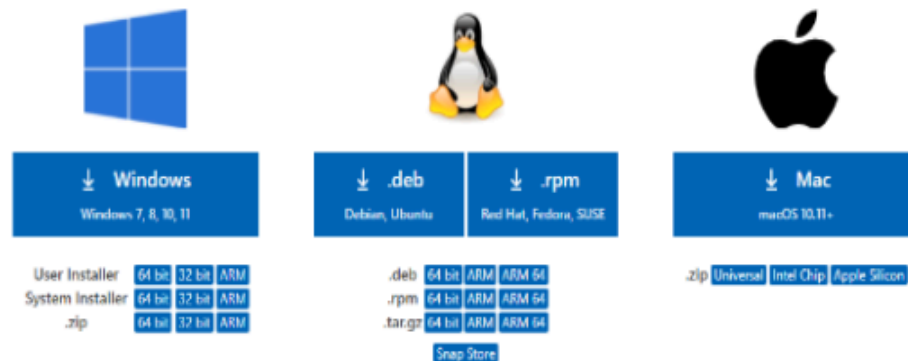 Windows
Windows 7, 8, 10, 11
.deb
Debian, Ubuntu
.rpm
Red Hat, Fedora, SUSE
Mac
macOS 10.11+
User Installer 64 bit 32 bit ARM
System Installer 64 bit 32 bit ARM
.zip 64 bit 32 bit ARM
.deb 64 bit ARM ARM 64
.rpm 64 bit ARM ARM 64
.tar.gz 64 bit ARM ARM 64
Snap Store
.zip Universal Intel Chip Apple Silicon